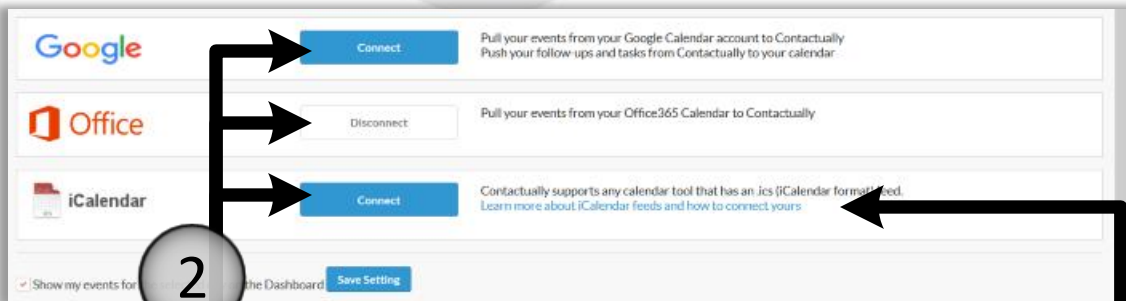 Google
Connect
Pull your events from your Google Calendar account to Contactually
Push your follow-ups and tasks from Contactually to your calendar
Office
Disconnect
Pull your events from your Office365 Calendar to Contactually
iCalendar
Connect
Contactually supports any calendar tool that has an .ics (iCalendar format) feed.
Learn more about iCalendar feeds and how to connect yours
2
Show my events for the Dashboard
Save Setting